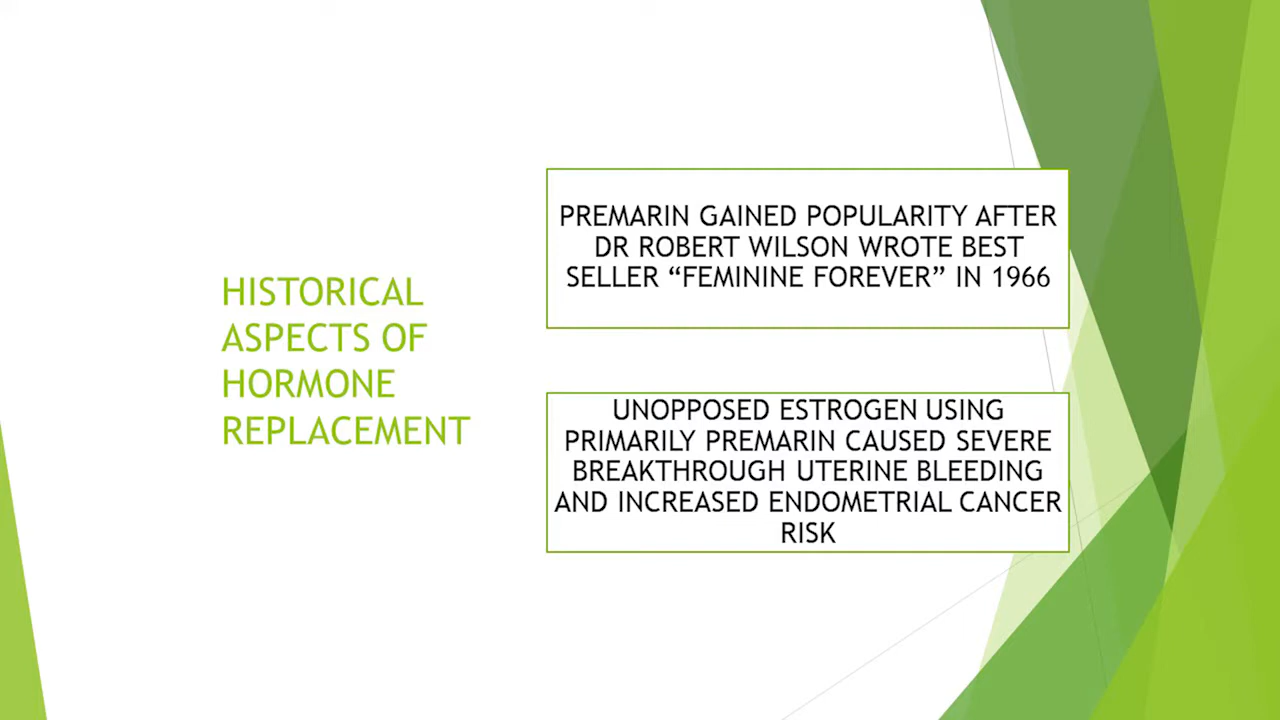 HISTORICAL
ASPECTS OF
HORMONE
REPLACEMENT
PREMARIN GAINED POPULARITY AFTER
DR ROBERT WILSON WROTE BEST
SELLER “FEMININE FOREVER” IN 1966
UNOPPOSED ESTROGEN USING
PRIMARILY PREMARIN CAUSED SEVERE
BREAKTHROUGH UTERINE BLEEDING
AND INCREASED ENDOMETRIAL CANCER
RISK